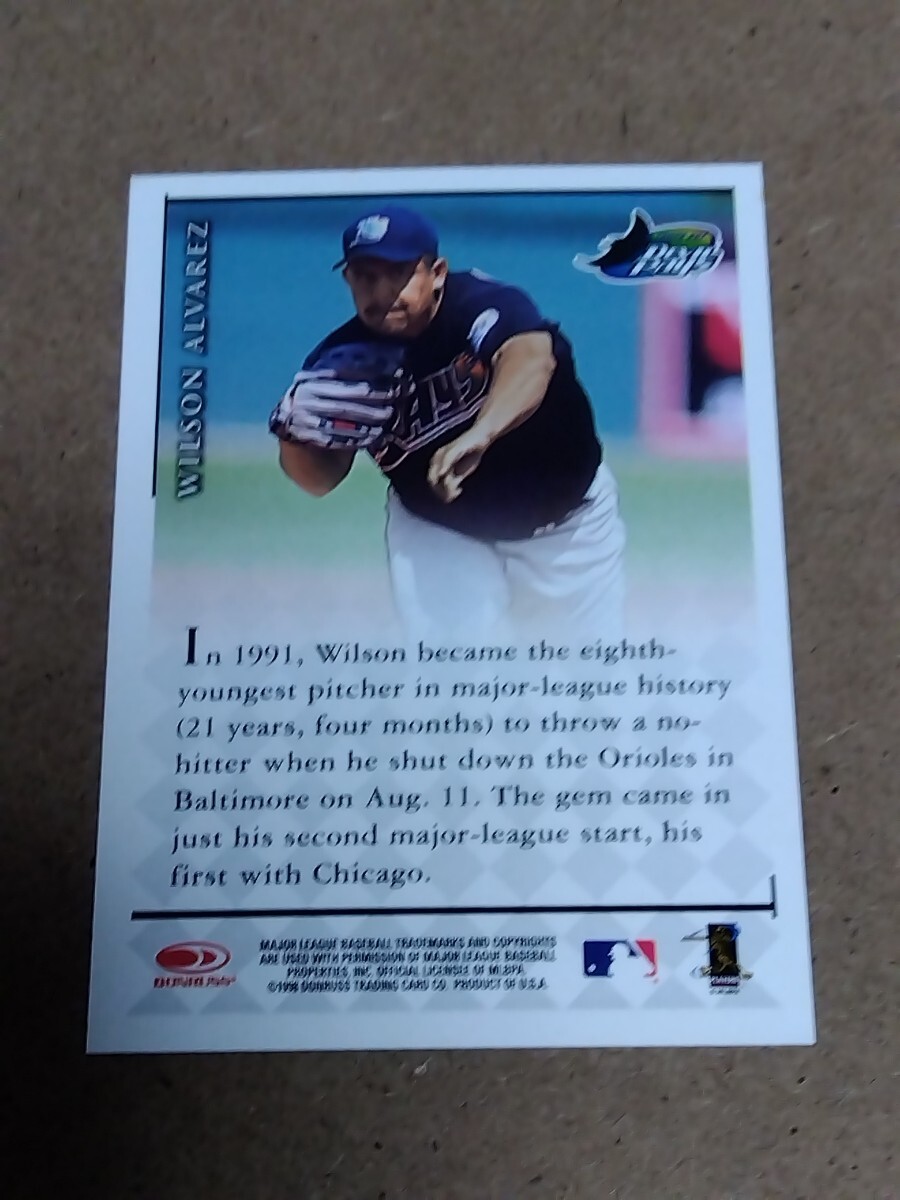 WILSON ALVAREZ
RAYS
RAYS
In 1991, Wilson became the eighth-
youngest pitcher in major-league history
(21 years, four months) to throw a no-
hitter when he shut down the Orioles in
Baltimore on Aug. 11. The gem came in
just his second major-league start, his
first with Chicago.
DONRUSS
MAJOR LEAGUE BASEBALL TRADEMARKS AND COPYRIGHTS
ARE USED WITH PERMISSION OF MAJOR LEAGUE BASEBALL
PROPERTIES, INC. OFFICIAL LICENSEE OF MLBPA
©1998 DONRUSS TRADING CARD CO. PRODUCT OF U.S.A.